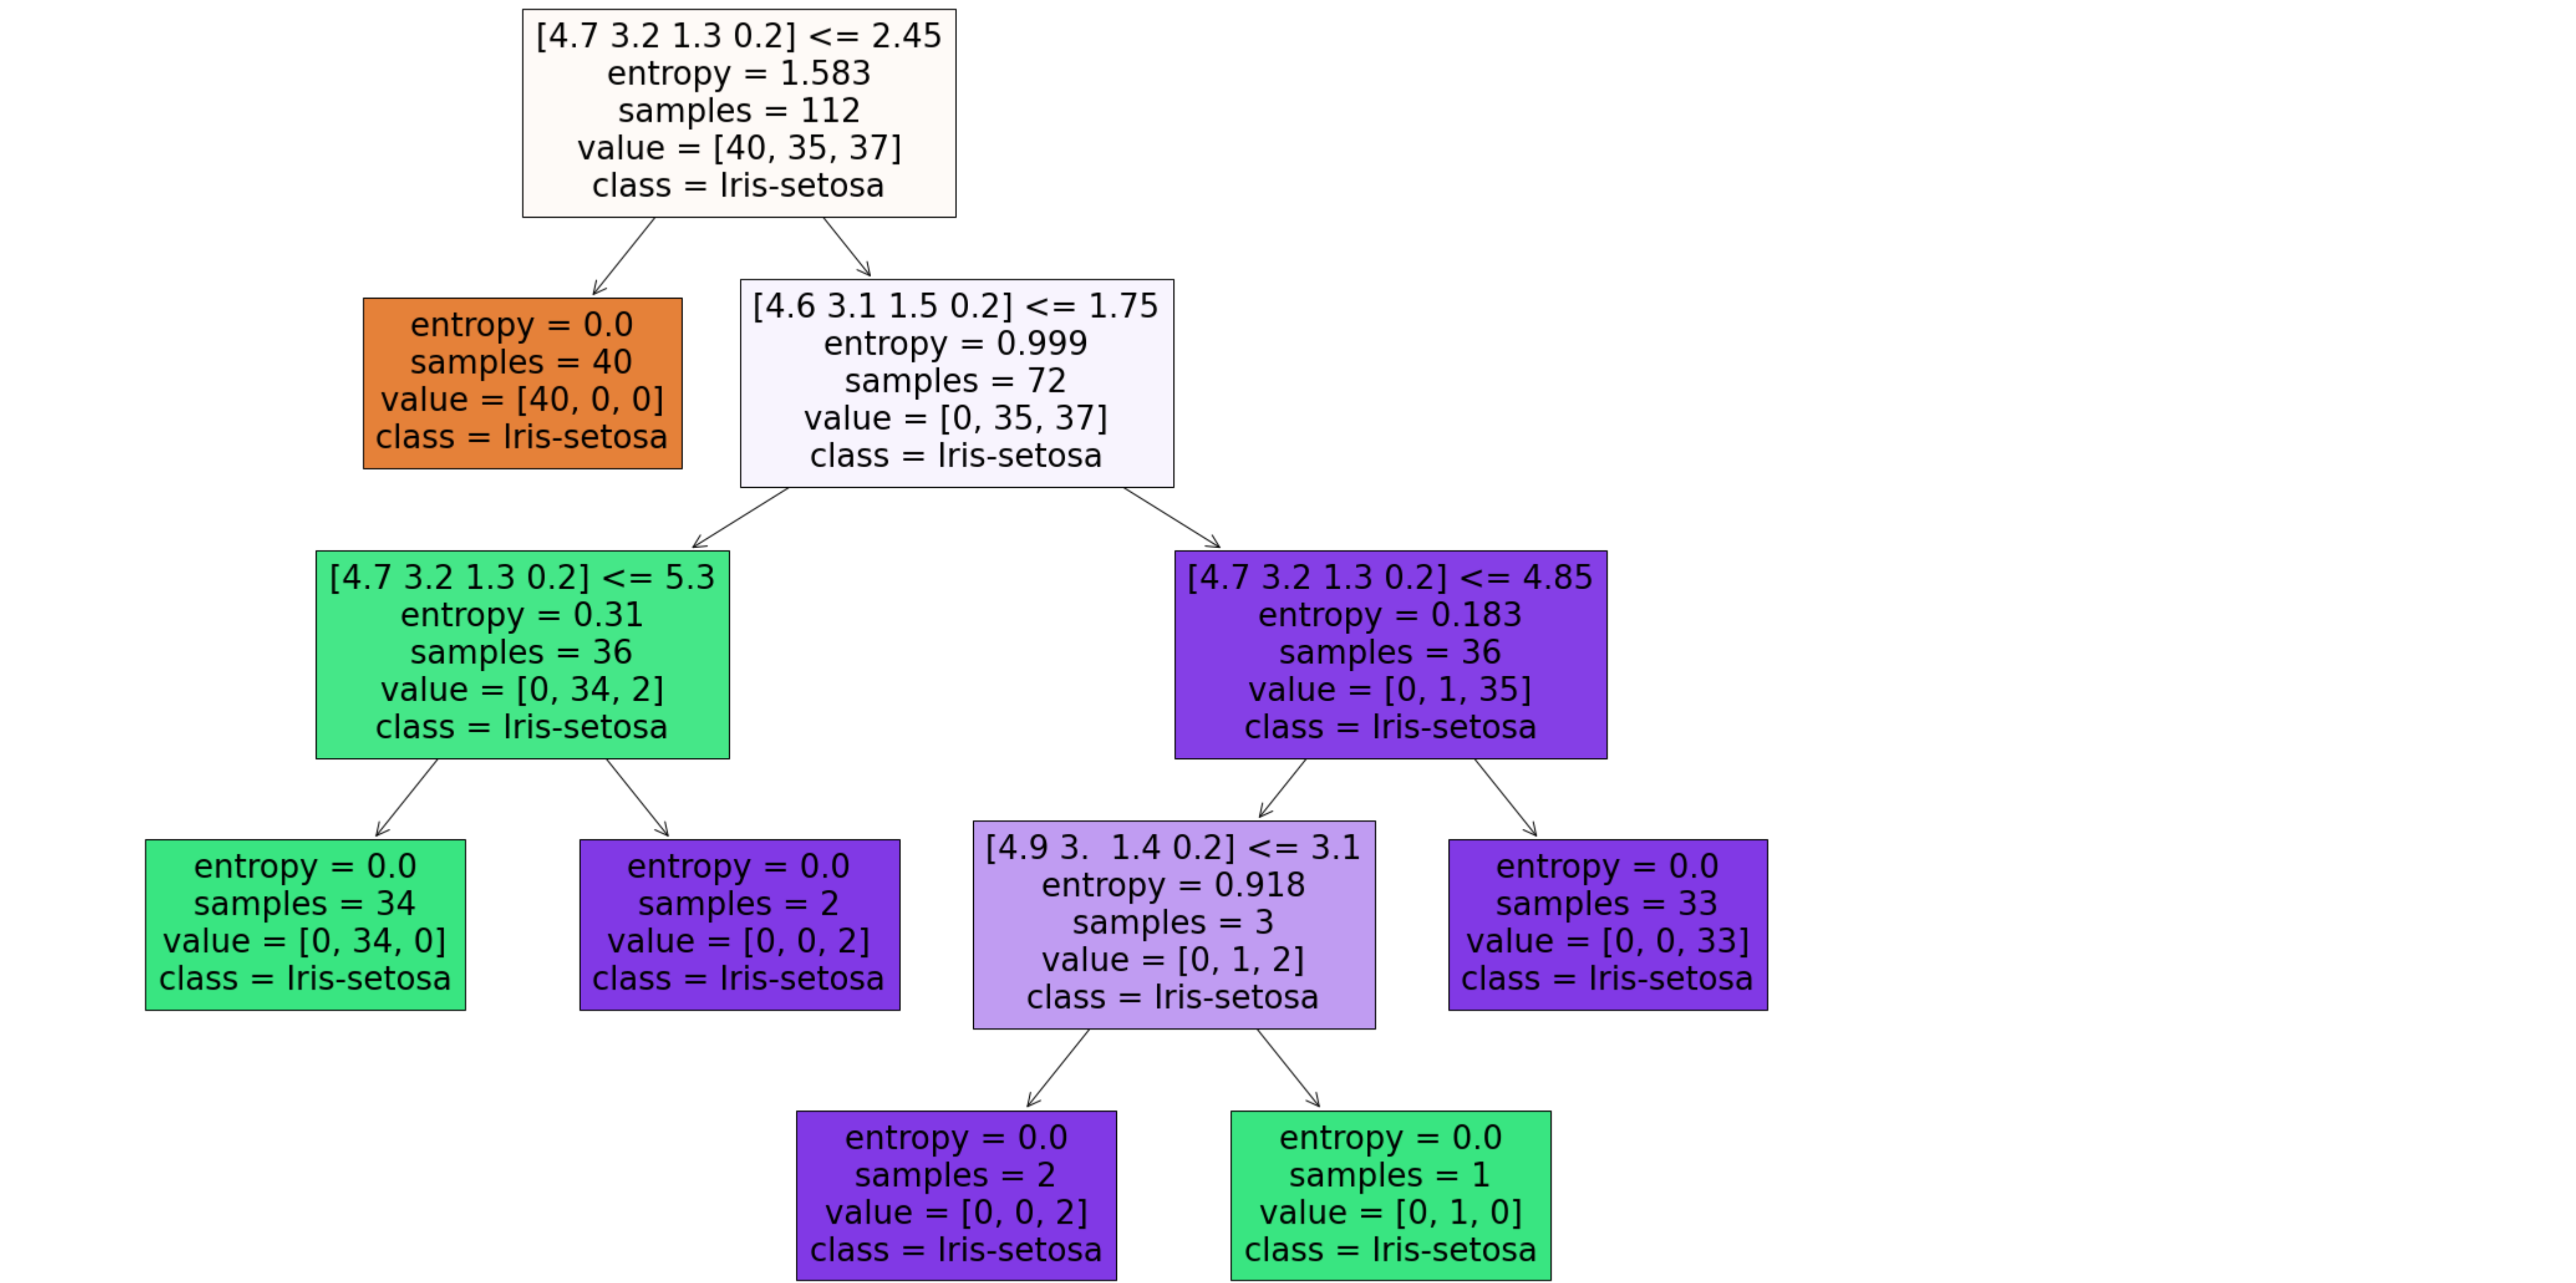 [4.7 3.2 1.3 0.2] <= 2.45
entropy = 1.583
samples = 112
value = [40, 35, 37]
class = Iris-setosa
entropy = 0.0
samples = 40
value = [40, 0, 0]
class = Iris-setosa
[4.6 3.1 1.5 0.2] <= 1.75
entropy = 0.999
samples = 72
value = [0, 35, 37]
class = Iris-setosa
[4.7 3.2 1.3 0.2] <= 5.3
entropy = 0.31
samples = 36
value = [0, 34, 2]
class = Iris-setosa
[4.7 3.2 1.3 0.2] <= 4.85
entropy = 0.183
samples = 36
value = [0, 1, 35]
class = Iris-setosa
entropy = 0.0
samples = 34
value = [0, 34, 0]
class = Iris-setosa
entropy = 0.0
samples = 2
value = [0, 0, 2]
class = Iris-setosa
[4.9 3.  1.4 0.2] <= 3.1
entropy = 0.918
samples = 3
value = [0, 1, 2]
class = Iris-setosa
entropy = 0.0
samples = 33
value = [0, 0, 33]
class = Iris-setosa
entropy = 0.0
samples = 2
value = [0, 0, 2]
class = Iris-setosa
entropy = 0.0
samples = 1
value = [0, 1, 0]
class = Iris-setosa